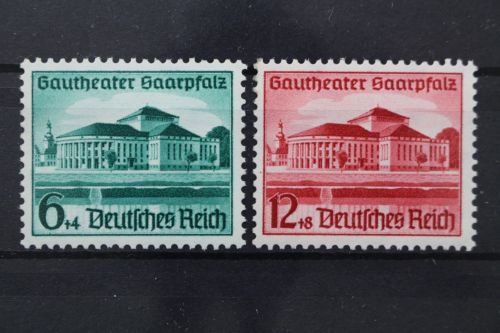 Gautheater Saarpfalz
6+4 Deutsches Reich
Gautheater Saarpfalz
12+8 Deutsches Reich